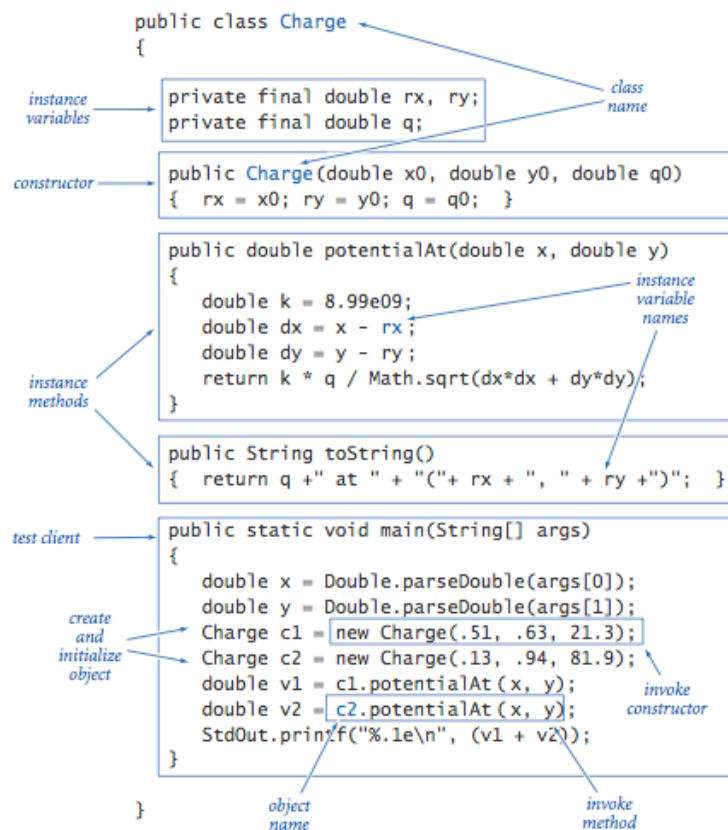 public class Charge
{
class
name
instance
variables
private final double rx, ry;
private final double q;
constructor
public Charge(double x0, double y0, double q0)
{  rx = x0; ry = y0; q = q0;  }
instance
methods
public double potentialAt(double x, double y)
{
   double k = 8.99e09;
   double dx = x - rx;
   double dy = y - ry;
   return k * q / Math.sqrt(dx*dx + dy*dy);
}
instance
variable
names
public String toString()
{  return q +" at " + "("+ rx + ", " + ry +")";  }
test client
public static void main(String[] args)
{
   double x = Double.parseDouble(args[0]);
   double y = Double.parseDouble(args[1]);
   Charge c1 = new Charge(.51, .63, 21.3);
   Charge c2 = new Charge(.13, .94, 81.9);
   double v1 = c1.potentialAt(x, y);
   double v2 = c2.potentialAt(x, y);
   StdOut.printf("%.1e\n", (v1 + v2));
}
create
and
initialize
object
invoke
constructor
}
object
name
invoke
method